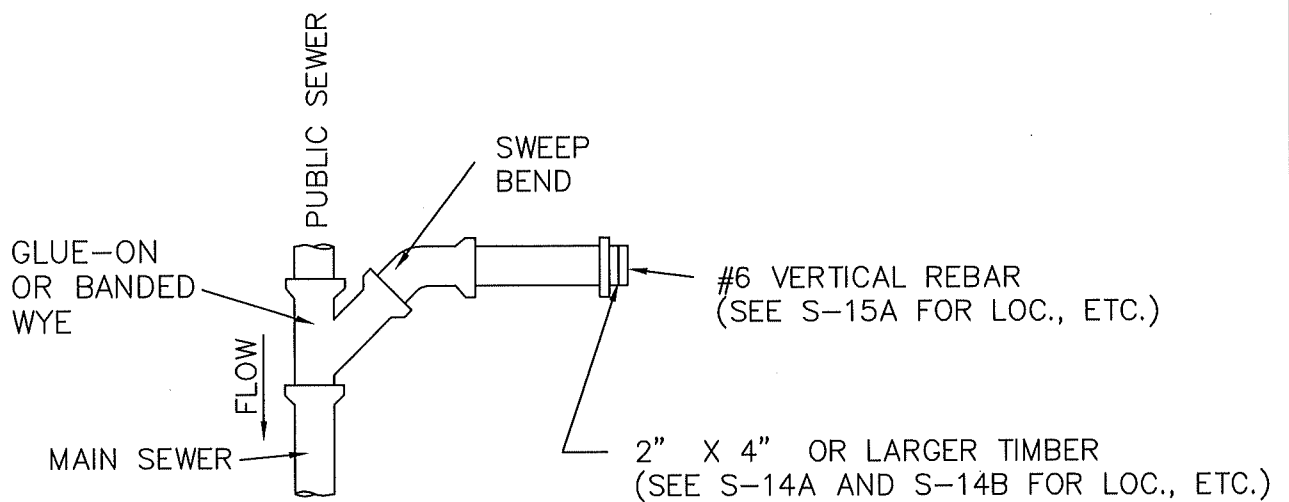 PUBLIC SEWER
SWEEP
BEND
GLUE-ON
OR BANDED
WYE
#6 VERTICAL REBAR
(SEE S-15A FOR LOC., ETC.)
FLOW
MAIN SEWER
2" X 4" OR LARGER TIMBER
(SEE S-14A AND S-14B FOR LOC., ETC.)